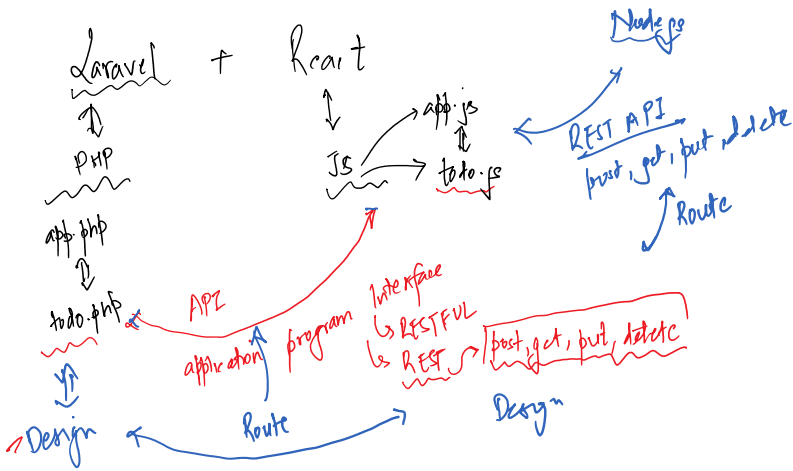 Laravel + React
Node js
PHP
JS
app.js
todo.js
REST API
post, get, put, delete
Route
app.php
todo.php
API
application program Interface
RESTFUL
REST
post, get, put, delete
Design
Route
Design